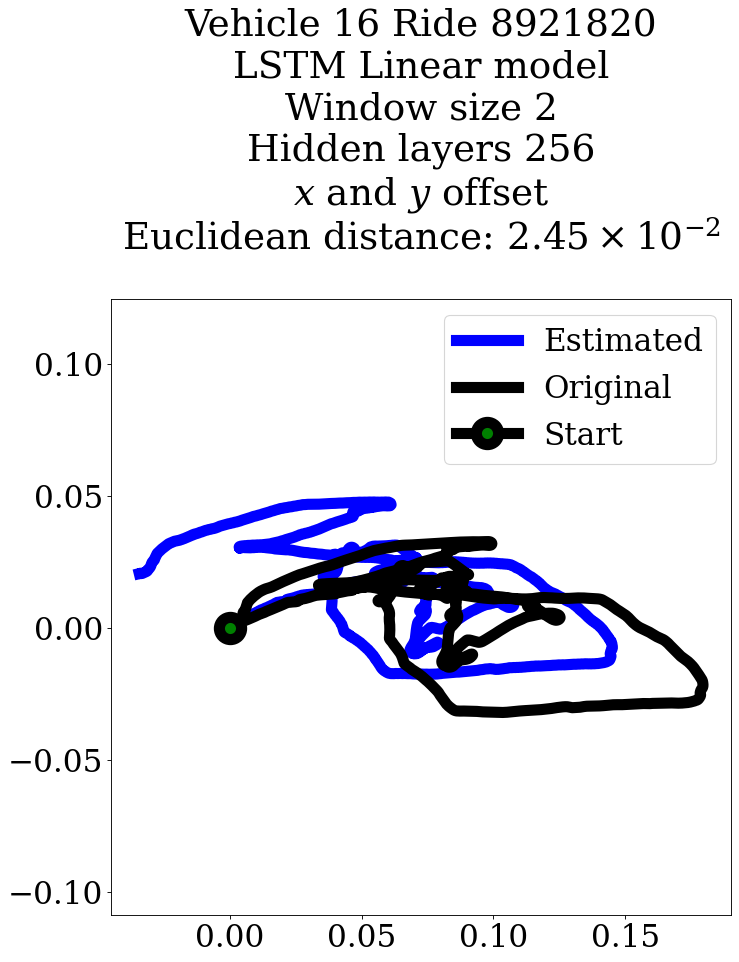 Vehicle 16 Ride 8921820
LSTM Linear model
Window size 2
Hidden layers 256
x and y offset
Euclidean distance: 2.45 × 10⁻²
Estimated
Original
Start
0.10
0.05
0.00
−0.05
−0.10
0.00 0.05 0.10 0.15